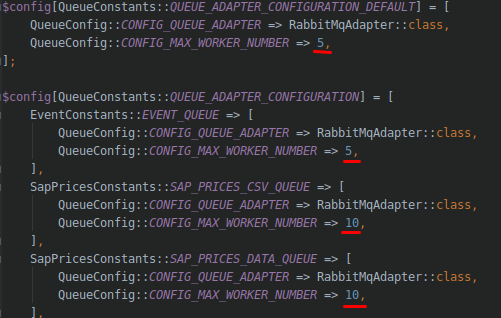 $config[QueueConstants::QUEUE_ADAPTER_CONFIGURATION_DEFAULT] = [
QueueConfig::CONFIG_QUEUE_ADAPTER => RabbitMqAdapter::class,
QueueConfig::CONFIG_MAX_WORKER_NUMBER => 5,
];
$config[QueueConstants::QUEUE_ADAPTER_CONFIGURATION] = [
EventConstants::EVENT_QUEUE => [
QueueConfig::CONFIG_QUEUE_ADAPTER => RabbitMqAdapter::class,
QueueConfig::CONFIG_MAX_WORKER_NUMBER => 5,
],
SapPricesConstants::SAP_PRICES_CSV_QUEUE => [
QueueConfig::CONFIG_QUEUE_ADAPTER => RabbitMqAdapter::class,
QueueConfig::CONFIG_MAX_WORKER_NUMBER => 10,
],
SapPricesConstants::SAP_PRICES_DATA_QUEUE => [
QueueConfig::CONFIG_QUEUE_ADAPTER => RabbitMqAdapter::class,
QueueConfig::CONFIG_MAX_WORKER_NUMBER => 10,
],